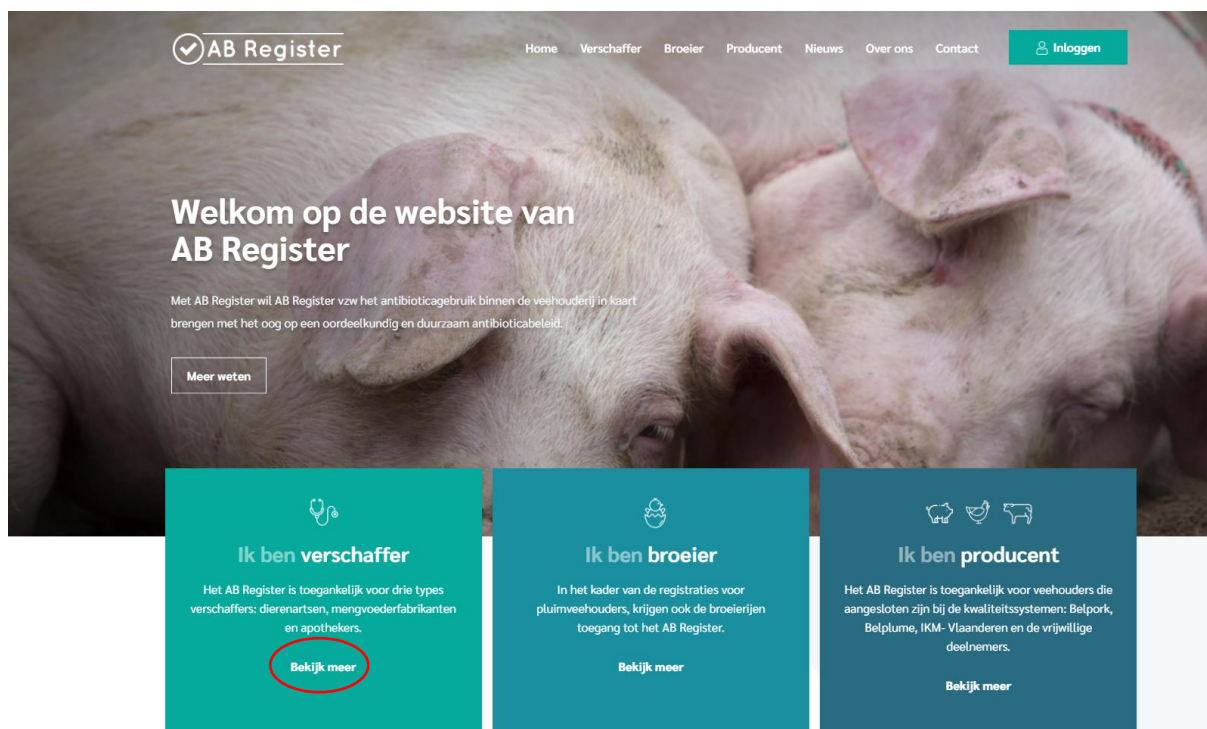 AB Register
Home Verschaffer Broeier Producent Nieuws Over ons Contact Inloggen
Welkom op de website van
AB Register
Met AB Register wil AB Register vzw het antibioticagebruik binnen de veehouderij in kaart
brengen met het oog op een oordeelkundig en duurzaam antibioticabeleid.
Meer weten
Ik ben verschaffer
Het AB Register is toegankelijk voor drie types
verschaffers: dierenartsen, mengvoederfabrikanten
en apothekers.
Bekijk meer
Ik ben broeier
In het kader van de registraties voor
pluimveehouders, krijgen ook de broeierijen
toegang tot het AB Register.
Bekijk meer
Ik ben producent
Het AB Register is toegankelijk voor veehouders die
aangesloten zijn bij de kwaliteitssystemen: Belpork,
Belplume, IKM- Vlaanderen en de vrijwillige
deelnemers.
Bekijk meer